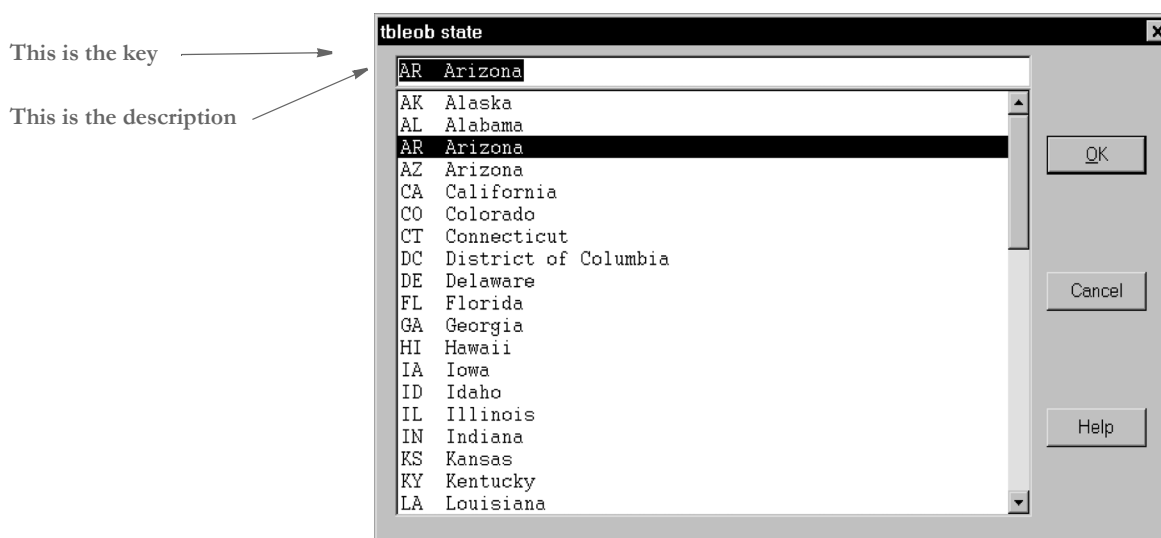 This is the key
This is the description
tbleob state
AR Arizona
AK Alaska
AL Alabama
AR Arizona
AZ Arizona
CA California
CO Colorado
CT Connecticut
DC District of Columbia
DE Delaware
FL Florida
GA Georgia
HI Hawaii
IA Iowa
ID Idaho
IL Illinois
IN Indiana
KS Kansas
KY Kentucky
LA Louisiana
OK
Cancel
Help